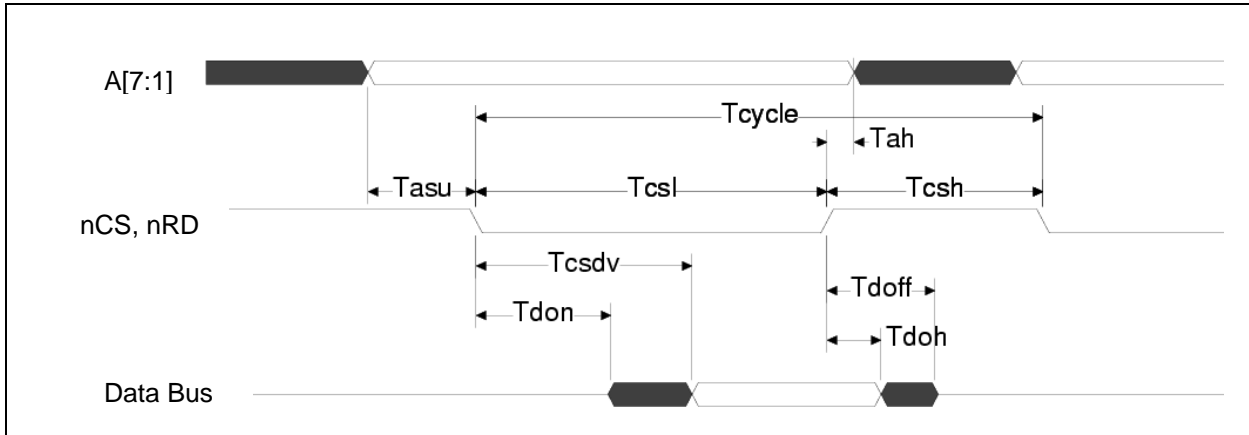 A[7:1]
Tcycle
Tah
Tasu
Tcsl
Tcsh
nCS, nRD
Tcsdv
Tdoff
Tdon
Tdoh
Data Bus